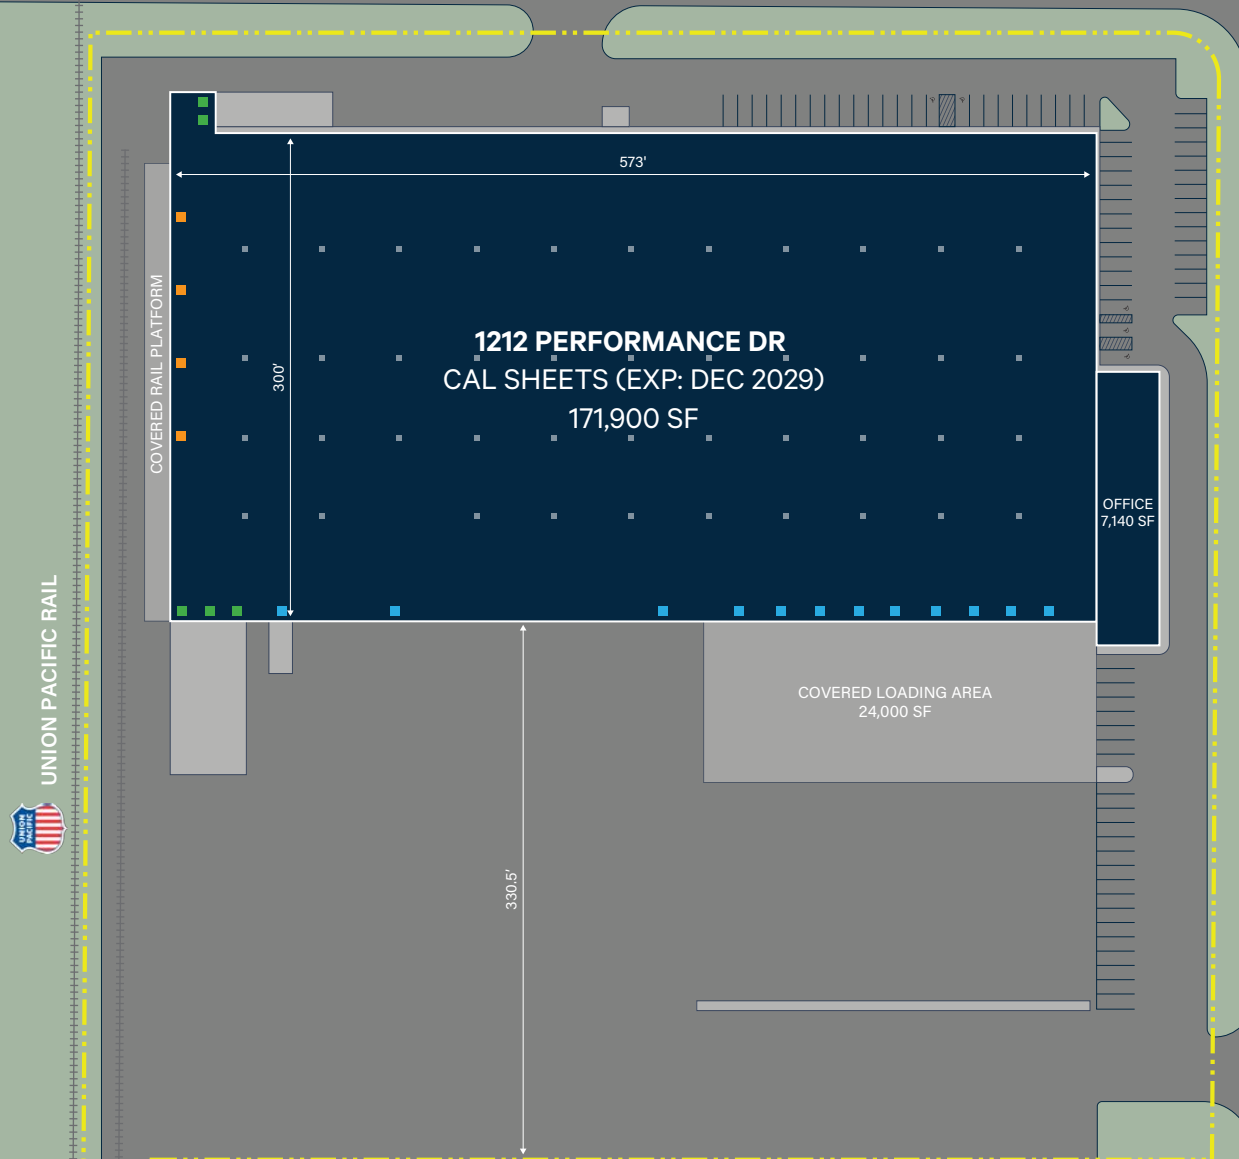 573'
300'
1212 PERFORMANCE DR
CAL SHEETS (EXP: DEC 2029)
171,900 SF
COVERED RAIL PLATFORM
OFFICE
7,140 SF
UNION PACIFIC RAIL
UNION
PACIFIC
COVERED LOADING AREA
24,000 SF
330.5'